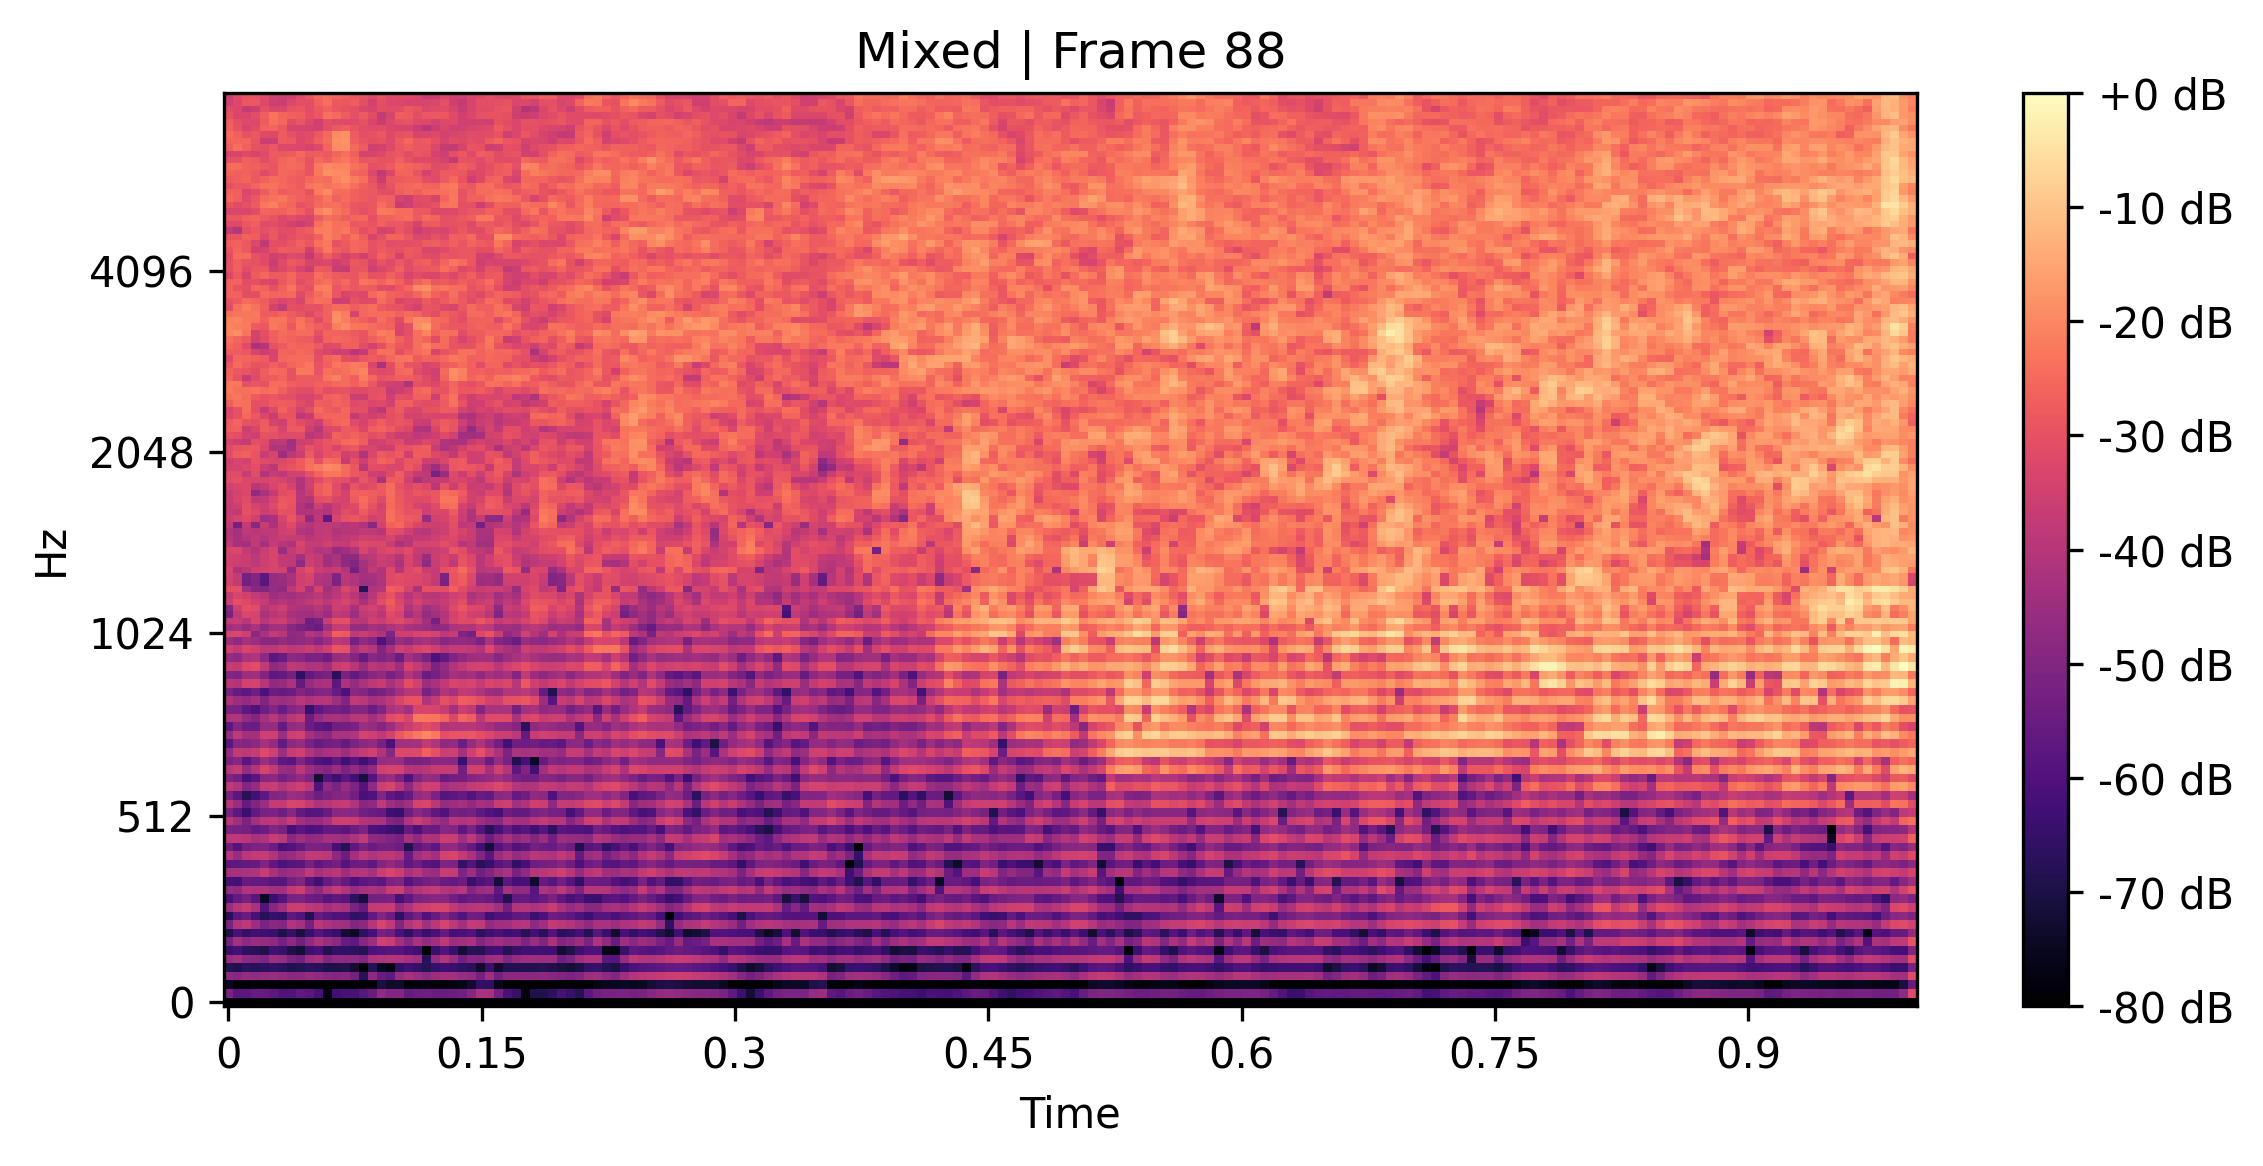 Mixed | Frame 88
Hz
4096
2048
1024
512
0
0 0.15 0.3 0.45 0.6 0.75 0.9
Time
+0 dB
-10 dB
-20 dB
-30 dB
-40 dB
-50 dB
-60 dB
-70 dB
-80 dB